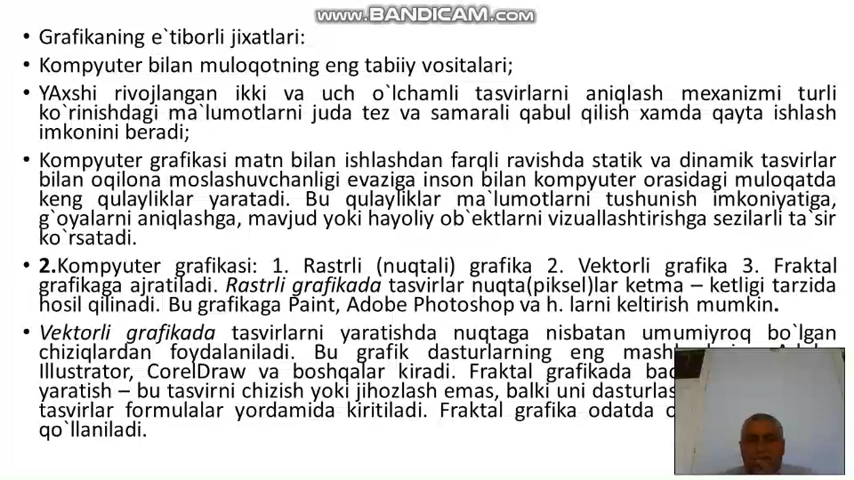 www.BANDICAM.com
• Grafikaning e`tiborli jixatlari:
• Kompyuter bilan muloqotning eng tabiiy vositalari;
• YAxshi rivojlangan ikki va uch o`lchamli tasvirlarni aniqlash mexanizmi turli
ko`rinishdagi ma`lumotlarni juda tez va samarali qabul qilish xamda qayta ishlash
imkonini beradi;
• Kompyuter grafikasi matn bilan ishlashdan farqli ravishda statik va dinamik tasvirlar
bilan oqilona moslashuvchanligi evaziga inson bilan kompyuter orasidagi muloqatda
keng qulayliklar yaratadi. Bu qulayliklar ma`lumotlarni tushunish imkoniyatiga,
g`oyalarni aniqlashga, mavjud yoki hayoliy ob`ektlarni vizuallashtirishga sezilarli ta`sir
ko`rsatadi.
• 2.Kompyuter grafikasi: 1. Rastrli (nuqtali) grafika 2. Vektorli grafika 3. Fraktal
grafikaga ajratiladi. Rastrli grafikada tasvirlar nuqta(piksel)lar ketma – ketligi tarzida
hosil qilinadi. Bu grafikaga Paint, Adobe Photoshop va h. larni keltirish mumkin.
• Vektorli grafikada tasvirlarni yaratishda nuqtaga nisbatan umumiyroq bo`lgan
chiziqlardan foydalaniladi. Bu grafik dasturlarning eng
Illustrator, CorelDraw va boshqalar kiradi. Fraktal grafikada
yaratish – bu tasvirni chizish yoki jihozlash emas, balki uni
tasvirlar formulalar yordamida kiritiladi. Fraktal grafika odatda
qo`llaniladi.